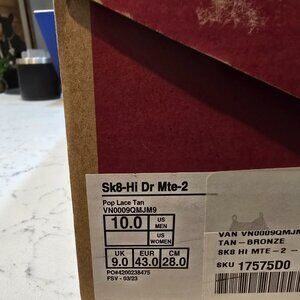 Sk8-Hi Dr Mte-2
Pop Lace Tan
VN0009QMJM9
10.0 US MEN
US WOMEN
UK EUR CM
9.0 43.0 28.0
PO#4200238475
FSV - 03/23
VAN VN0009QMJM
TAN-BRONZE
SK8 HI MTE-2 -
SKU 17575D0